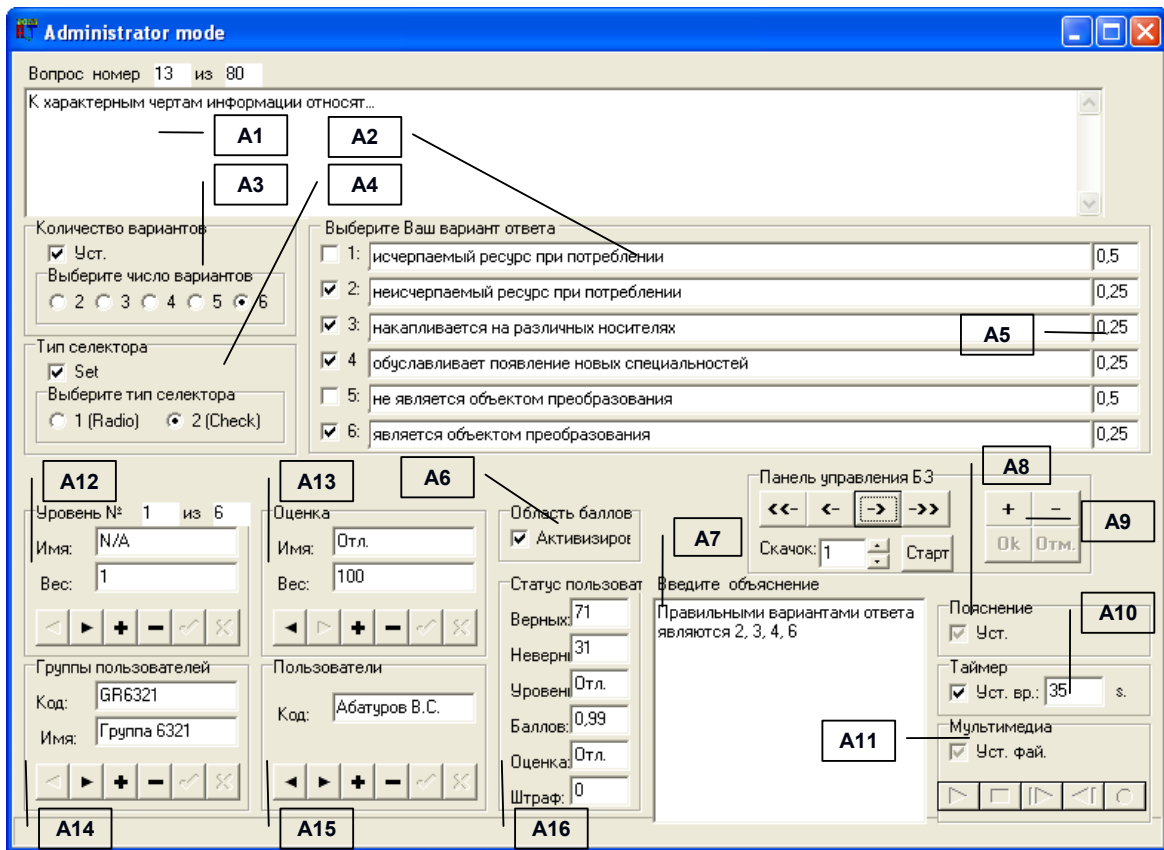 Administrator mode
Вопрос номер 13 из 80
К характерным чертам информации относят...
A1
A2
A3
A4
Количество вариантов
Уст.
Выберите число вариантов
2 3 4 5 6
Тип селектора
Set
Выберите тип селектора
1 (Radio) 2 (Check)
Выберите Ваш вариант ответа
1: исчерпаемый ресурс при потреблении 0,5
2: неисчерпаемый ресурс при потреблении 0,25
3: накапливается на различных носителях 0,25
A5
4 обуславливает появление новых специальностей 0,25
5: не является объектом преобразования 0,5
6: является объектом преобразования 0,25
A12
A13
A6
A8
Уровень № 1 из 6
Имя: N/A
Вес: 1
Оценка
Имя: Отл.
Вес: 100
Область баллов
Активизиров
A7
Панель управления БЗ
<<- <- -> ->>
Скачок: 1 Старт
+ -
Ok Отм.
A9
Группы пользователей
Код: GR6321
Имя: Группа 6321
Пользователи
Код: Абатуров В.С.
Статус пользоват
Верных: 71
Неверны 31
Уровень Отл.
Баллов: 0,99
Оценка: Отл.
Штраф: 0
Введите объяснение
Правильными вариантами ответа
являются 2, 3, 4, 6
Пояснение
Уст.
A10
Таймер
Уст. вр.: 35 s.
A11
Мультимедиа
Уст. фай.
A14
A15
A16